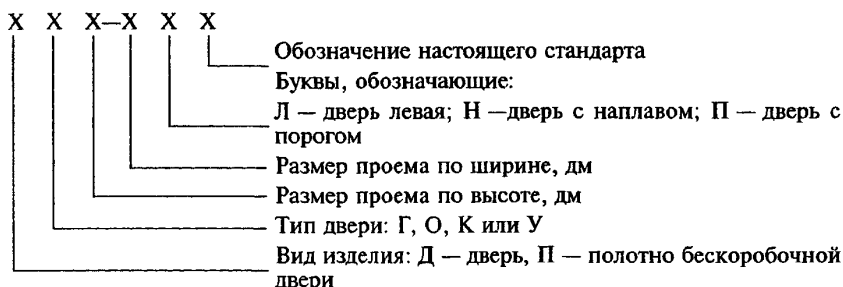 X X X—X X X
Обозначение настоящего стандарта
Буквы, обозначающие:
Л — дверь левая; Н —дверь с наплавом; П — дверь с
порогом
Размер проема по ширине, дм
Размер проема по высоте, дм
Тип двери: Г, О, К или У
Вид изделия: Д — дверь, П — полотно бескоробочной
двери